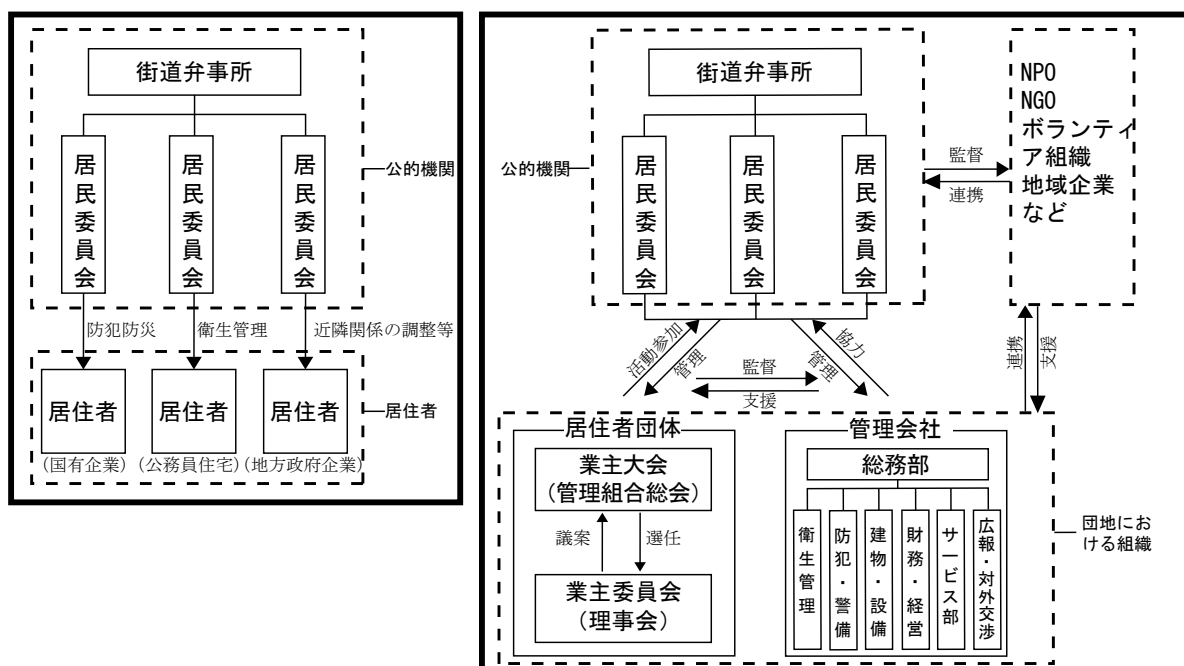 街道弁事所
居民委員会
居民委員会
居民委員会
公的機関
防犯防災
衛生管理
近隣関係の調整等
居住者
居住者
居住者
居住者
(国有企業)
(公務員住宅)
(地方政府企業)
街道弁事所
公的機関
居民委員会
居民委員会
居民委員会
監督
連携
NPO
NGO
ボランティ
ア組織
地域企業
など
活動参加
管理
監督
支援
協力
管理
連携
支援
居住者団体
業主大会
(管理組合総会)
議案
選任
業主委員会
(理事会)
管理会社
総務部
衛生管理
防犯・警備
建物・設備
財務・経営
サービス部
広報・対外交渉
団地にお
ける組織